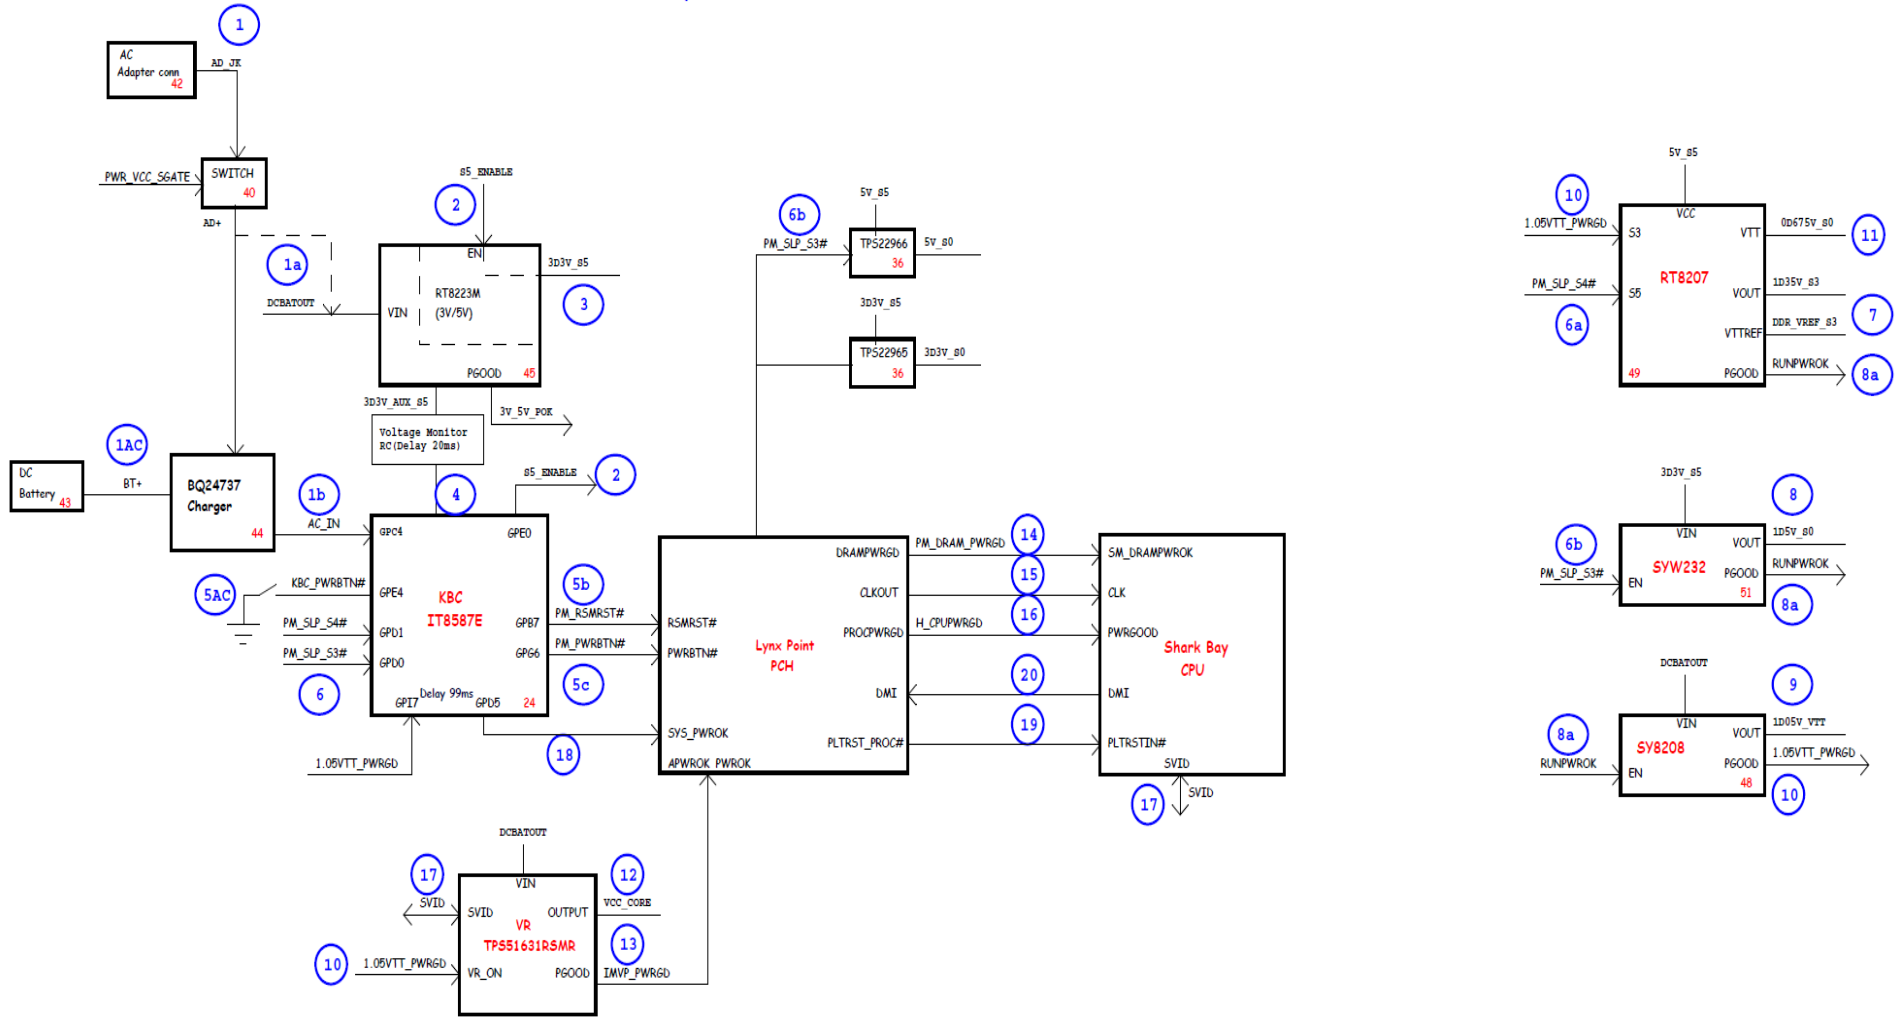 1
AC
Adapter conn
42
AD_JK
PWR_VCC_SGATE
SWITCH
40
AD+
1a
DCBATOUT
S5_ENABLE
2
EN
RT8223M
(3V/5V)
VIN
PGOOD
45
3D3V_S5
3
3D3V_AUX_S5
3V_5V_POK
Voltage Monitor
RC(Delay 20ms)
S5_ENABLE
2
4
1AC
DC
Battery
43
BT+
BQ24737
Charger
44
1b
AC_IN
5AC
KBC_PWRBTN#
PM_SLP_S4#
PM_SLP_S3#
6
GPC4
GPE0
GPE4
KBC
IT8587E
GPD1
GPD0
GPB7
GPG6
Delay 99ms
GPI7
GPD5
24
5b
PM_RSMRST#
PM_PWRBTN#
5c
1.05VTT_PWRGD
18
6b
PM_SLP_S3#
5V_S5
TPS22966
36
5V_S0
3D3V_S5
TPS22965
36
3D3V_S0
RSMRST#
PWRBTN#
SYS_PWROK
APWROK PWROK
Lynx Point
PCH
DRAMPWRGD
CLKOUT
PROCPWRGD
DMI
PLTRST_PROC#
14
PM_DRAM_PWRGD
15
16
H_CPUPWRGD
20
19
SM_DRAMPWROK
CLK
PWRGOOD
Shark Bay
CPU
DMI
PLTRSTIN#
SVID
17
SVID
DCBATOUT
17
SVID
10
1.05VTT_PWRGD
VIN
SVID
OUTPUT
VR
TPS51631RSMR
VR_ON
PGOOD
12
VCC_CORE
13
IMVP_PWRGD
5V_S5
10
1.05VTT_PWRGD
PM_SLP_S4#
6a
VCC
S3
VTT
RT8207
S5
VOUT
VTTREF
49
PGOOD
0D675V_S0
11
1D35V_S3
DDR_VREF_S3
7
RUNPWROK
8a
3D3V_S5
6b
PM_SLP_S3#
VIN
VOUT
SYW232
EN
PGOOD
51
8
1D5V_S0
RUNPWROK
8a
DCBATOUT
8a
RUNPWROK
VIN
VOUT
SY8208
EN
PGOOD
48
9
1D05V_VTT
1.05VTT_PWRGD
10